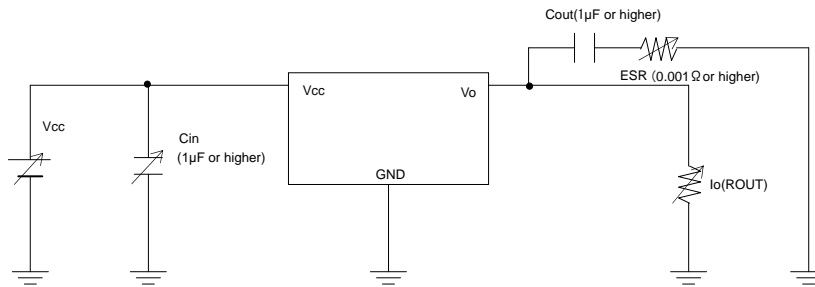 Cout(1µF or higher)
ESR (0.001Ω or higher)
Vcc
Vo
Vcc
Cin
(1µF or higher)
GND
Io(ROUT)